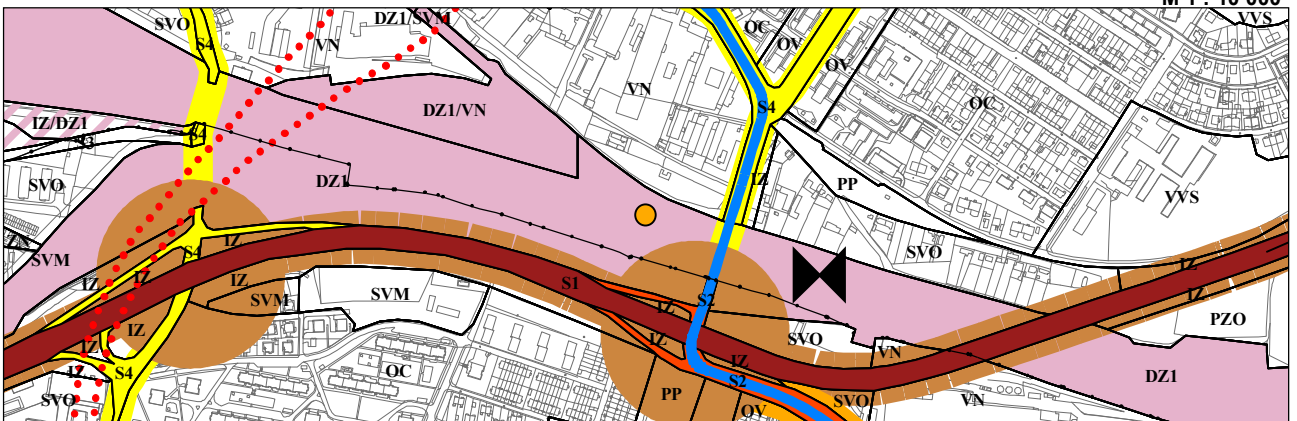 M 1 : 10 000
SVO
DZ1/SVM
VVS
S4
VN
OC
OV
OV
VN
DZ1/VN
S4
OC
IZ/DZ1
S4
SVO
DZ1
IZ
PP
VVS
ZN
SVM
S4
IZ
SVO
IZ
IZ
IZ
IZ
SVM
SVM
S1
S2
IZ
IZ
IZ
PZO
IZ
IZ
SVO
VN
IZ
IZ
S4
OC
S2
DZ1
SVO
PP
OV
SVO
VN